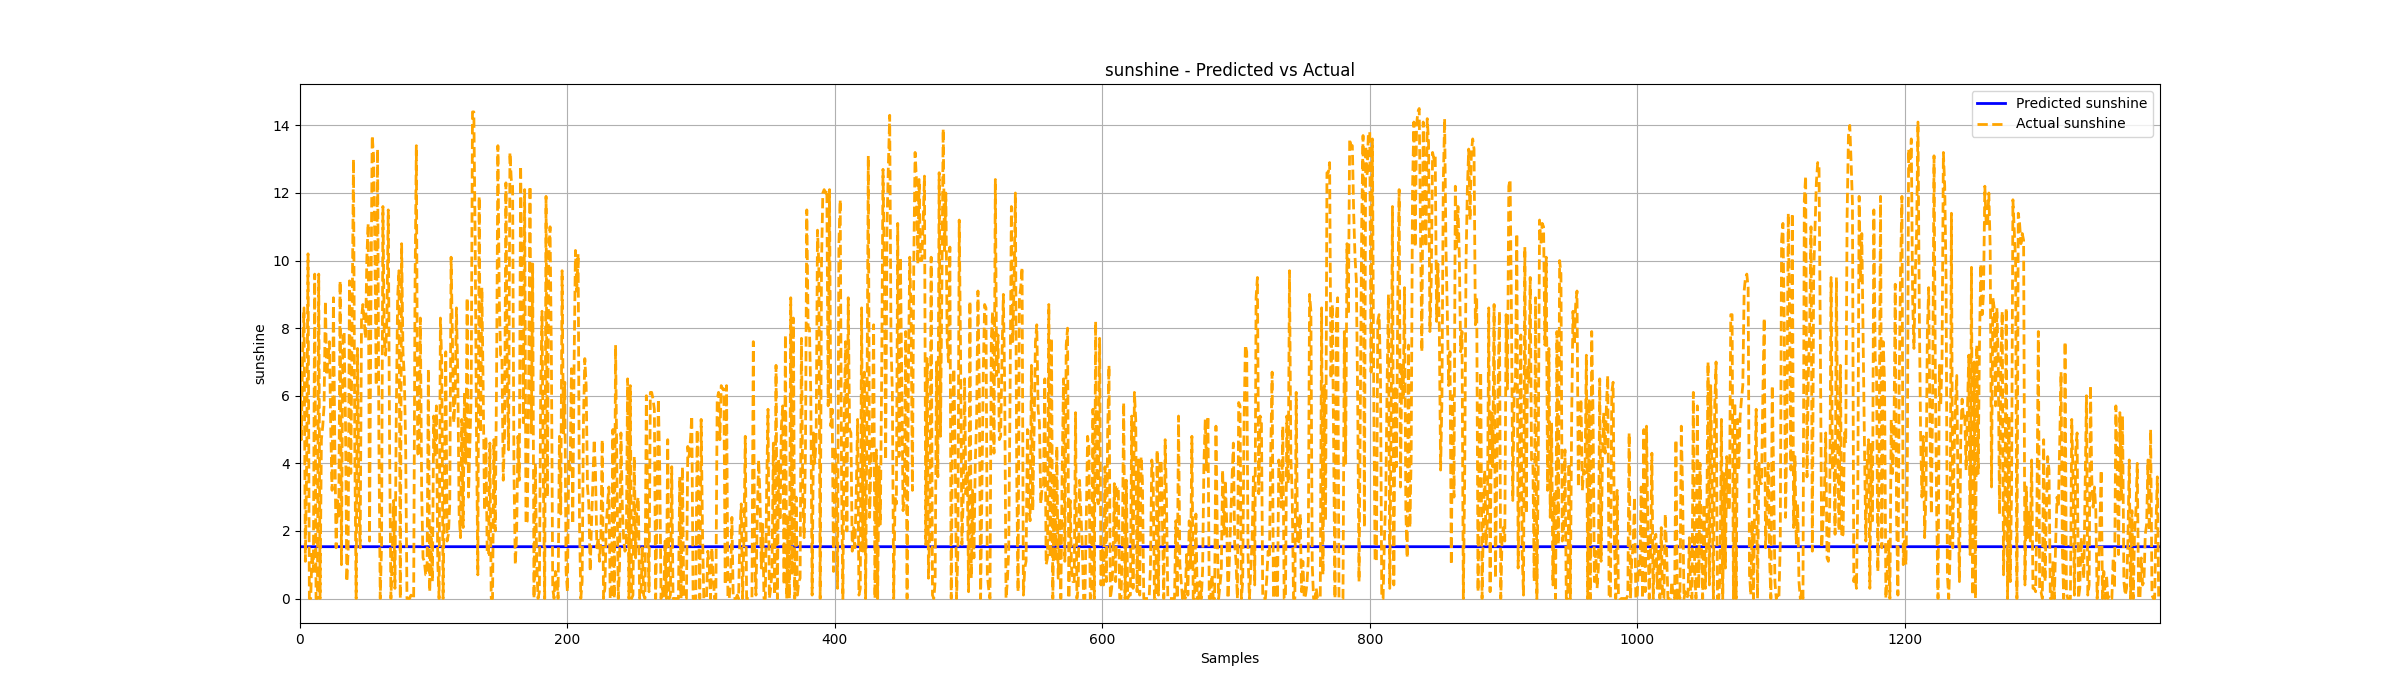 sunshine - Predicted vs Actual
Predicted sunshine
Actual sunshine
14
12
10
8
6
4
2
0
sunshine
0 200 400 600 800 1000 1200
Samples